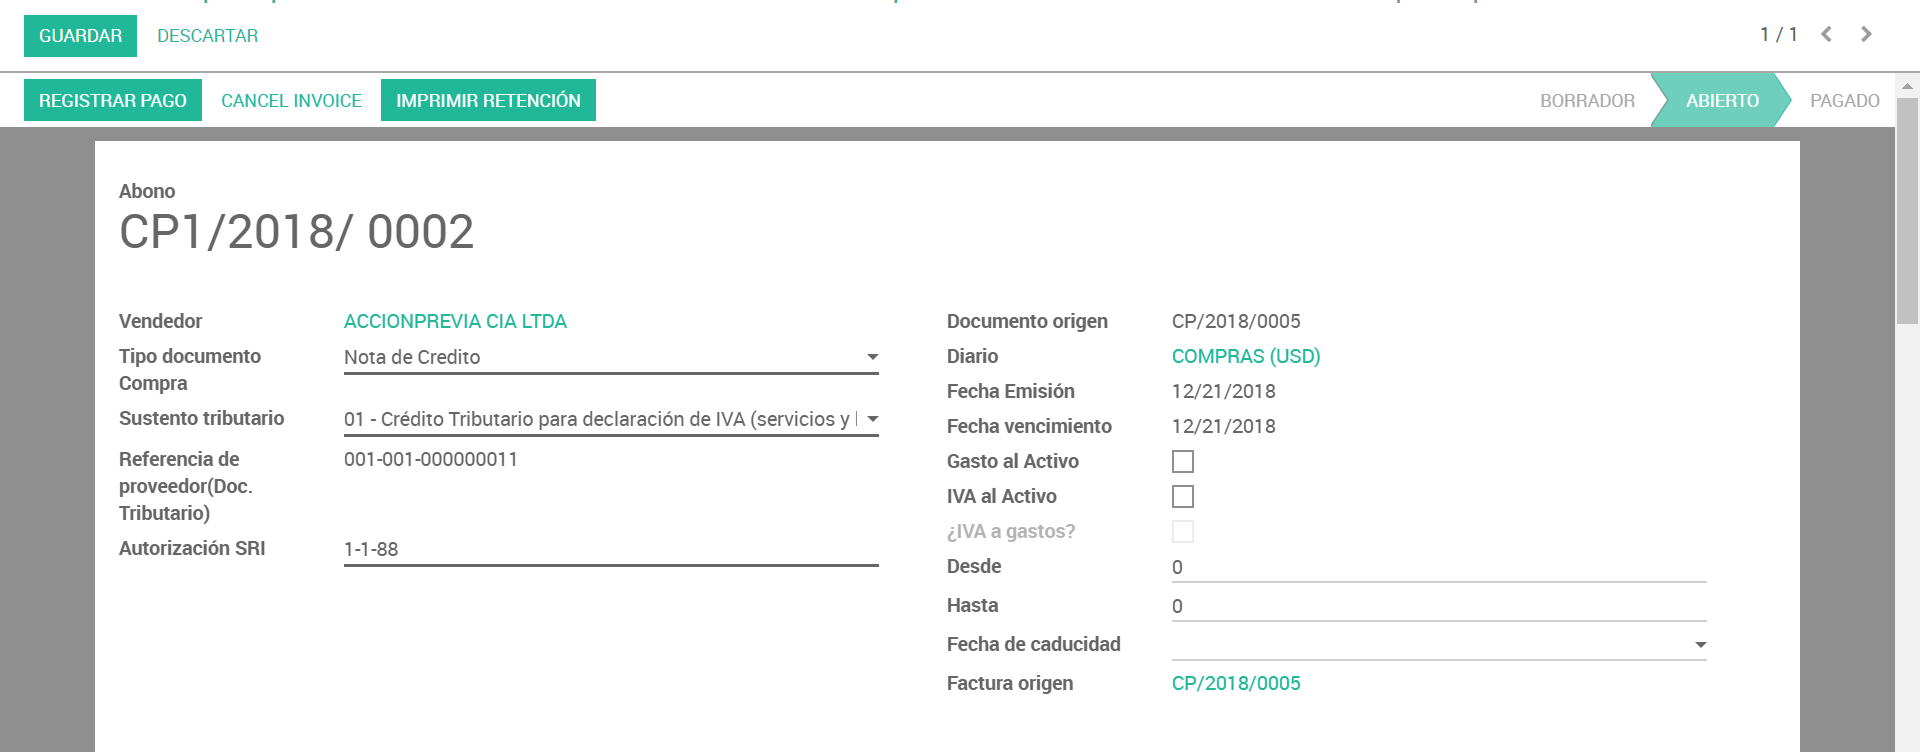 GUARDAR DESCARTAR 1 / 1
REGISTRAR PAGO CANCEL INVOICE IMPRIMIR RETENCIÓN BORRADOR ABIERTO PAGADO
Abono
CP1/2018/ 0002
Vendedor ACCIONPREVIA CIA LTDA
Tipo documento
Compra
Nota de Credito
Sustento tributario 01 - Crédito Tributario para declaración de IVA (servicios y
Referencia de
proveedor(Doc.
Tributario)
001-001-000000011
Autorización SRI 1-1-88
Documento origen CP/2018/0005
Diario COMPRAS (USD)
Fecha Emisión 12/21/2018
Fecha vencimiento 12/21/2018
Gasto al Activo
IVA al Activo
¿IVA a gastos?
Desde 0
Hasta 0
Fecha de caducidad
Factura origen CP/2018/0005